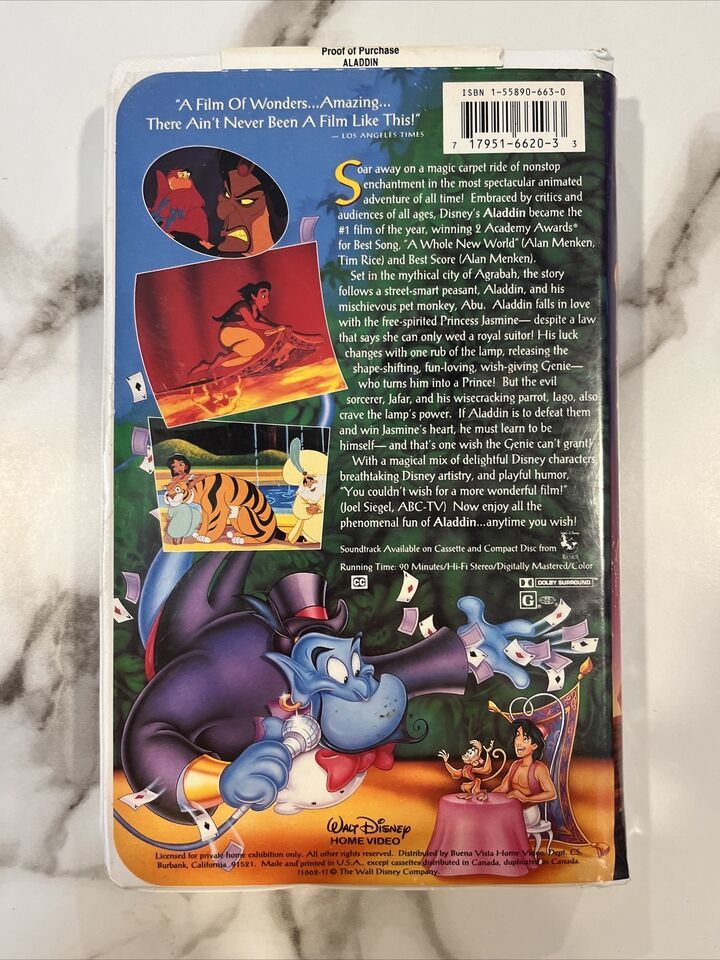 Proof of Purchase
ALADDIN
ISBN 1-55890-663-0
7 17951-6620-3 3
"A Film Of Wonders...Amazing...
There Ain't Never Been A Film Like This!"
— LOS ANGELES TIMES
Soar away on a magic carpet ride of nonstop
enchantment in the most spectacular animated
adventure of all time! Embraced by critics and
audiences of all ages, Disney's Aladdin became the
#1 film of the year, winning 2 Academy Awards®
for Best Song, "A Whole New World" (Alan Menken,
Tim Rice) and Best Score (Alan Menken).
Set in the mythical city of Agrabah, the story
follows a street-smart peasant, Aladdin, and his
mischievous pet monkey, Abu. Aladdin falls in love
with the free-spirited Princess Jasmine— despite a law
that says she can only wed a royal suitor! His luck
changes with one rub of the lamp, releasing the
shape-shifting, fun-loving, wish-giving Genie—
who turns him into a Prince! But the evil
sorcerer, Jafar, and his wisecracking parrot, Iago, also
crave the lamp's power. If Aladdin is to defeat them
and win Jasmine's heart, he must learn to be
himself— and that's one wish the Genie can't grant!
With a magical mix of delightful Disney characters,
breathtaking Disney artistry, and playful humor,
"You couldn't wish for a more wonderful film!"
(Joel Siegel, ABC-TV) Now enjoy all the
phenomenal fun of Aladdin...anytime you wish!
Soundtrack Available on Cassette and Compact Disc from
Running Time: 90 Minutes/Hi-Fi Stereo/Digitally Mastered/Color
CC
DOLBY SURROUND
G
WALT DISNEY
HOME VIDEO
Licensed for private home exhibition only. All other rights reserved. Distributed by Buena Vista Home Video, Dept. CS,
Burbank, California 91521. Made and printed in U.S.A., except cassettes distributed in Canada, duplicated in Canada.
(1662-1) © The Walt Disney Company.